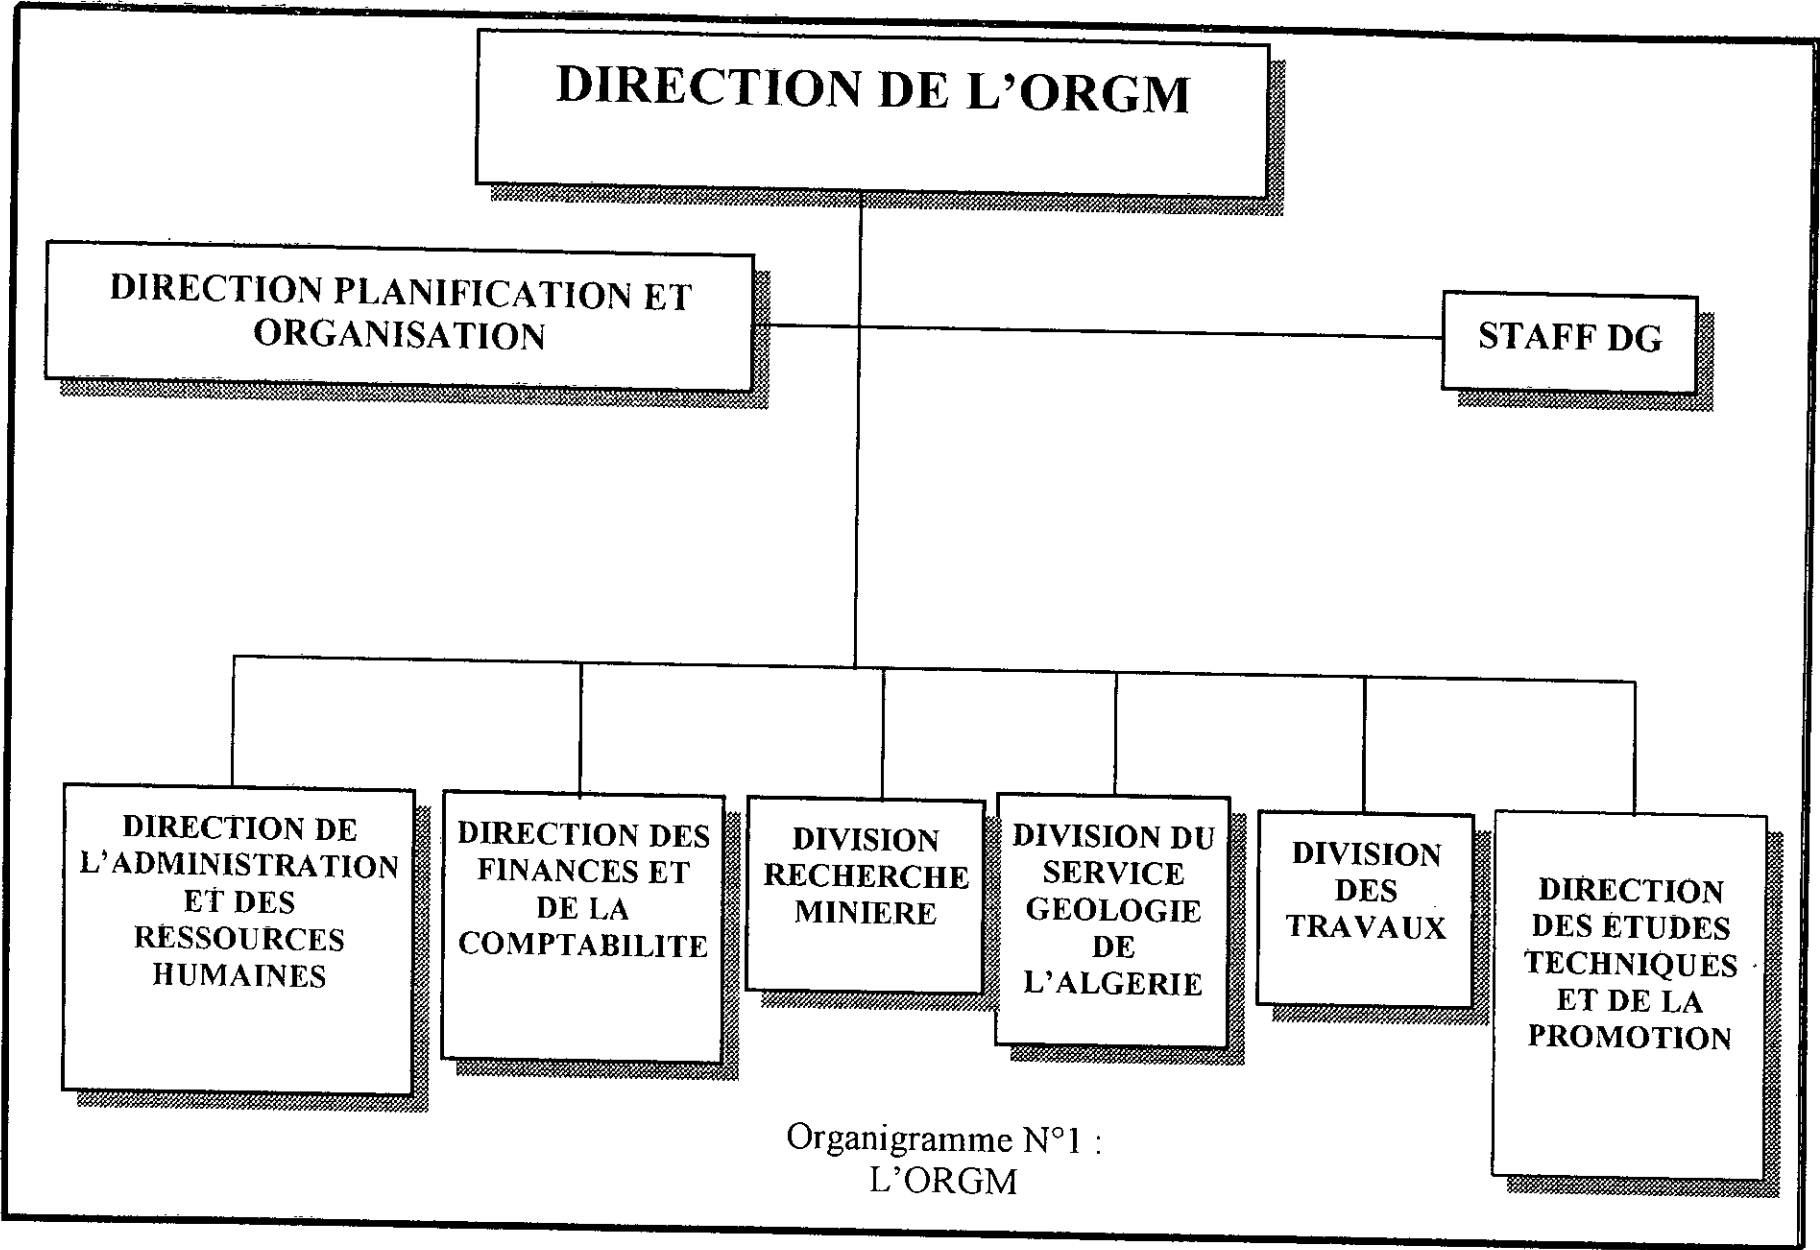 DIRECTION DE L'ORGM
DIRECTION PLANIFICATION ET
ORGANISATION
STAFF DG
DIRECTION DE
L'ADMINISTRATION
ET DES
RESSOURCES
HUMAINES
DIRECTION DES
FINANCES ET
DE LA
COMPTABILITE
DIVISION
RECHERCHE
MINIERE
DIVISION DU
SERVICE
GEOLOGIE
DE
L'ALGERIE
DIVISION
DES
TRAVAUX
DIRECTION
DES ETUDES
TECHNIQUES
ET DE LA
PROMOTION
Organigramme N°1 :
L'ORGM